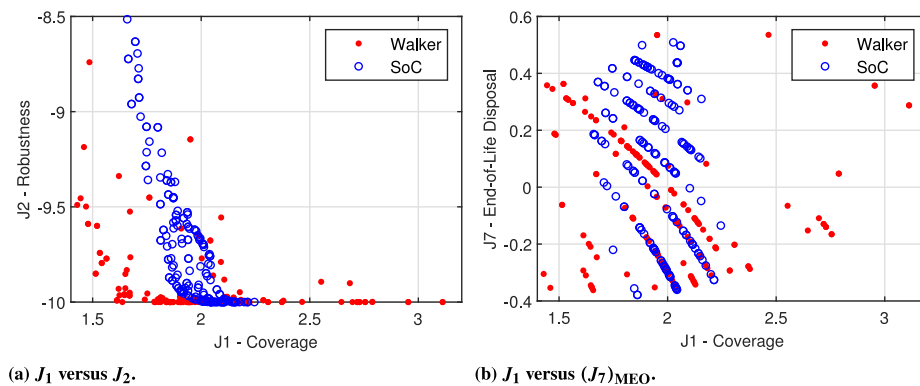 -8.5
-9
-9.5
-10
J2 - Robustness
1.5
2
2.5
3
J1 - Coverage
Walker
SoC
(a) J1 versus J2.
0.6
0.4
0.2
0
-0.2
-0.4
J7 - End-of-Life Disposal
1.5
2
2.5
3
J1 - Coverage
Walker
SoC
(b) J1 versus (J7)MEO.